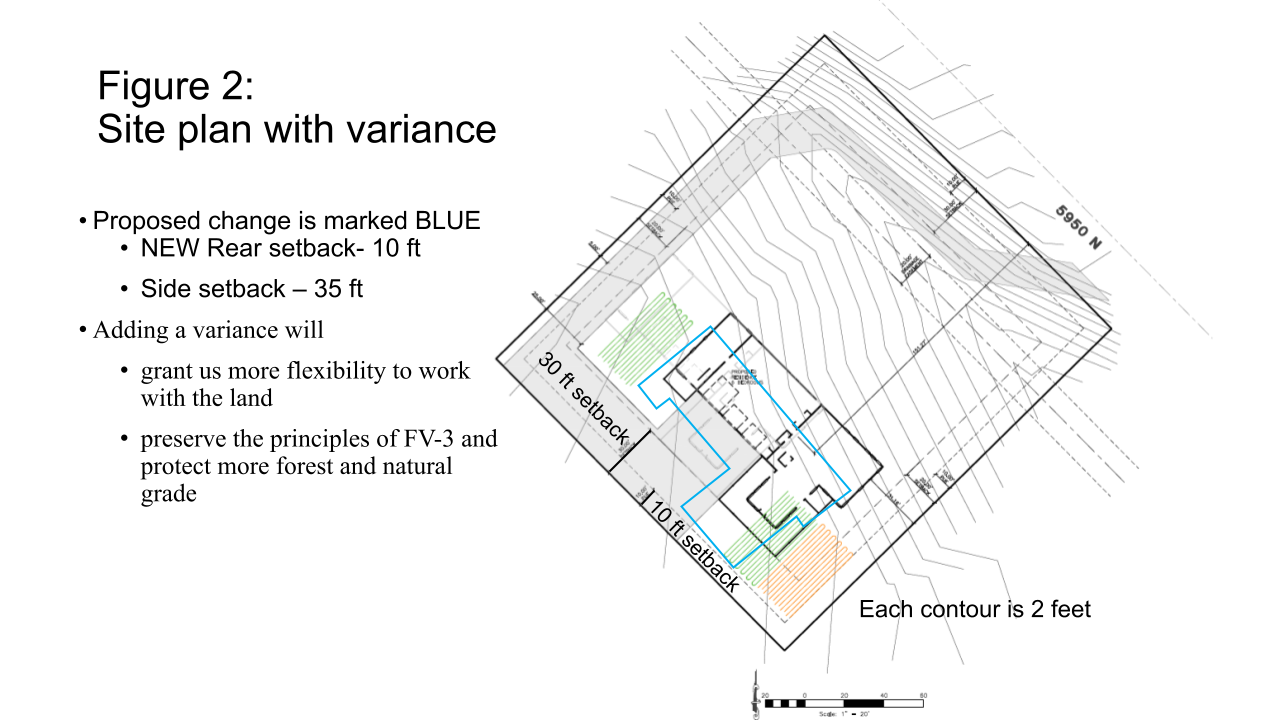 Figure 2:
Site plan with variance
• Proposed change is marked BLUE
• NEW Rear setback- 10 ft
• Side setback – 35 ft
• Adding a variance will
• grant us more flexibility to work
with the land
• preserve the principles of FV-3 and
protect more forest and natural
grade
5950 N
30 ft setback
10 ft setback
Each contour is 2 feet
20 0 20 40 60
Scale: 1" = 20'